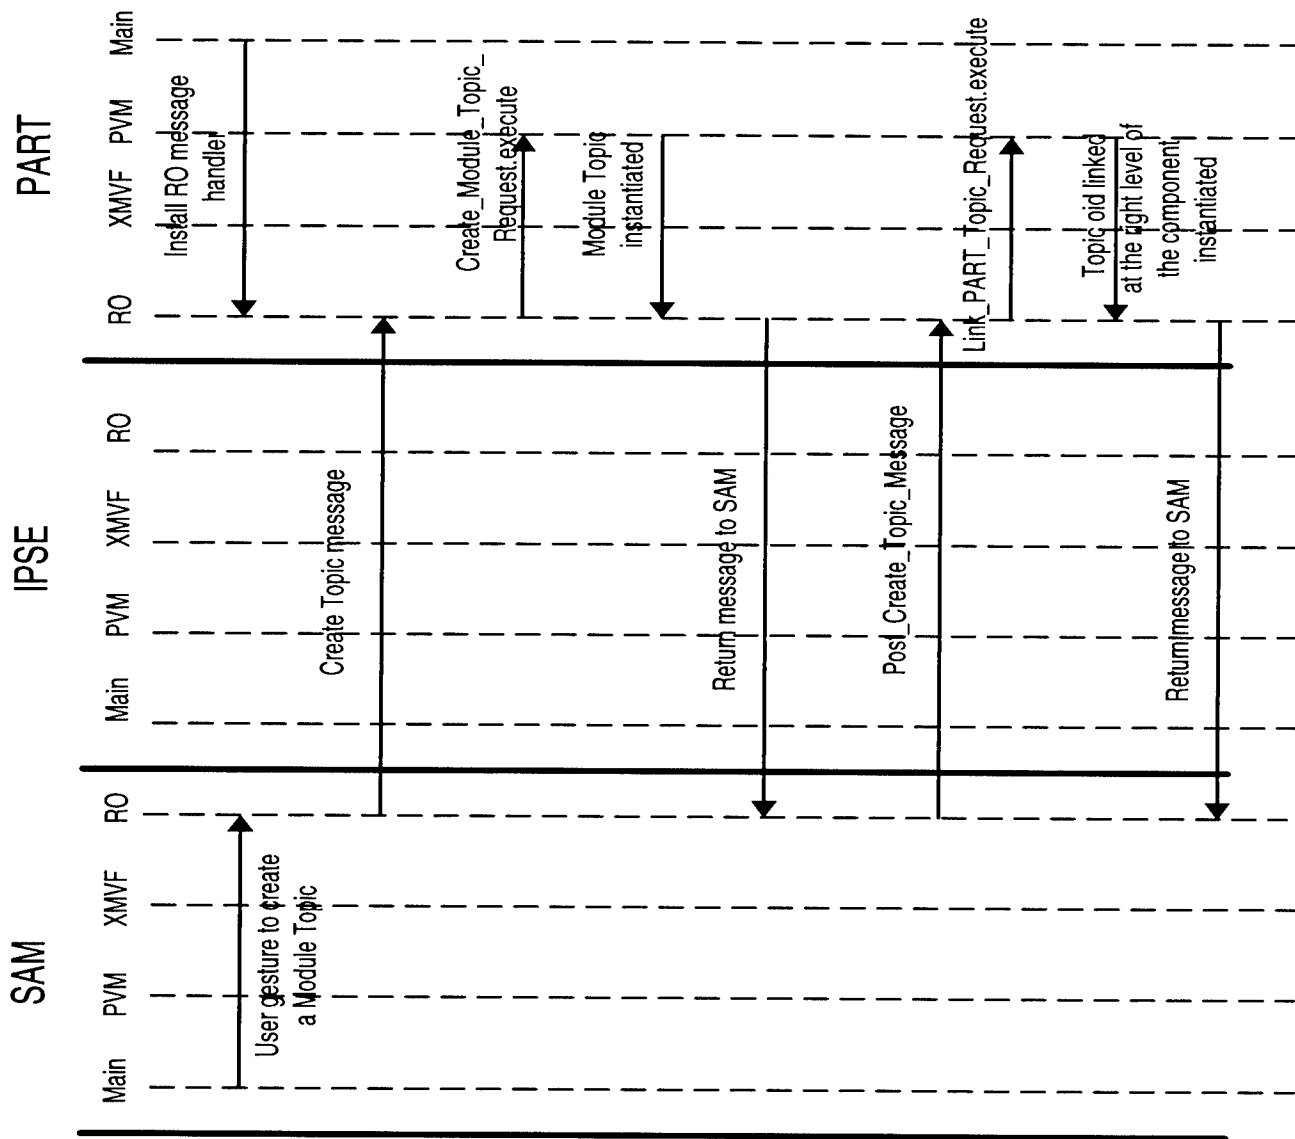 SAM
IPSE
PART
Main
PVM
XMVF
RO
Main
PVM
XMVF
RO
RO
XMVF
PVM
Main
User gesture to create
a Module Topic
Install RO message
handler
Create Topic message
Create_Module_Topic_
Request.execute
Module Topic
instantiated
Return message to SAM
Post_Create_Topic_Message
Link_PART_Topic_Request.execute
Topic oid linked
at the right level of
the component
instantiated
Return message to SAM